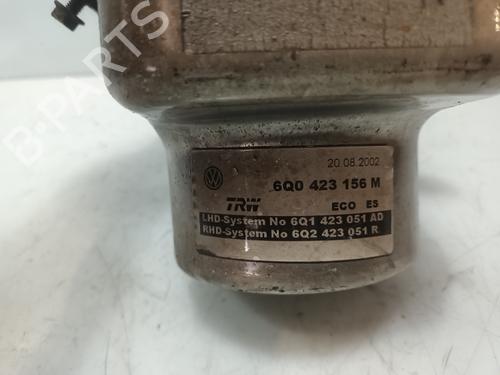 B-PARTS
20.08.2002
6Q0 423 156 M
TRW
ECO ES
LHD-System No 6Q1 423 051 AD
RHD-System No 6Q2 423 051 R